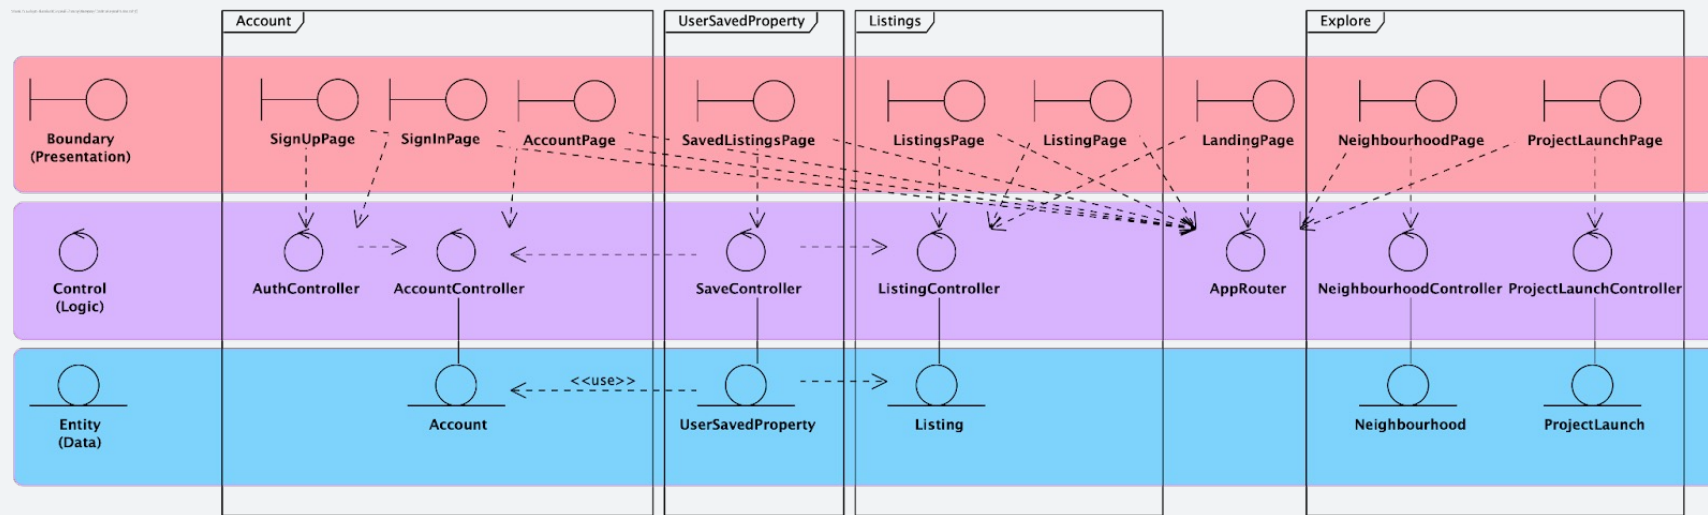 Account
UserSavedProperty
Listings
Explore
Boundary
(Presentation)
SignUpPage
SignInPage
AccountPage
SavedListingsPage
ListingsPage
ListingPage
LandingPage
NeighbourhoodPage
ProjectLaunchPage
Control
(Logic)
AuthController
AccountController
SaveController
ListingController
AppRouter
NeighbourhoodController
ProjectLaunchController
<<use>>
Entity
(Data)
Account
UserSavedProperty
Listing
Neighbourhood
ProjectLaunch